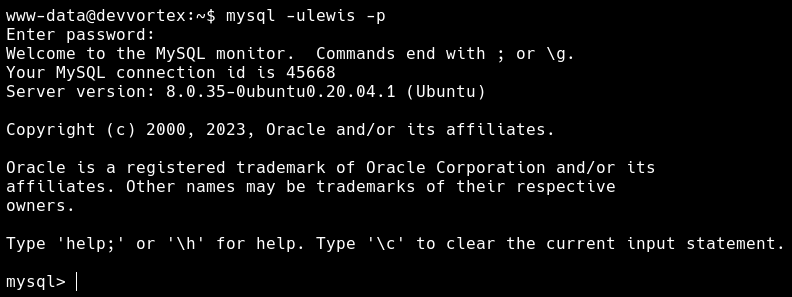 www-data@devvortex:~$ mysql -ulewis -p
Enter password:
Welcome to the MySQL monitor.  Commands end with ; or \g.
Your MySQL connection id is 45668
Server version: 8.0.35-0ubuntu0.20.04.1 (Ubuntu)

Copyright (c) 2000, 2023, Oracle and/or its affiliates.

Oracle is a registered trademark of Oracle Corporation and/or its
affiliates. Other names may be trademarks of their respective
owners.

Type 'help;' or '\h' for help. Type '\c' to clear the current input statement.

mysql>